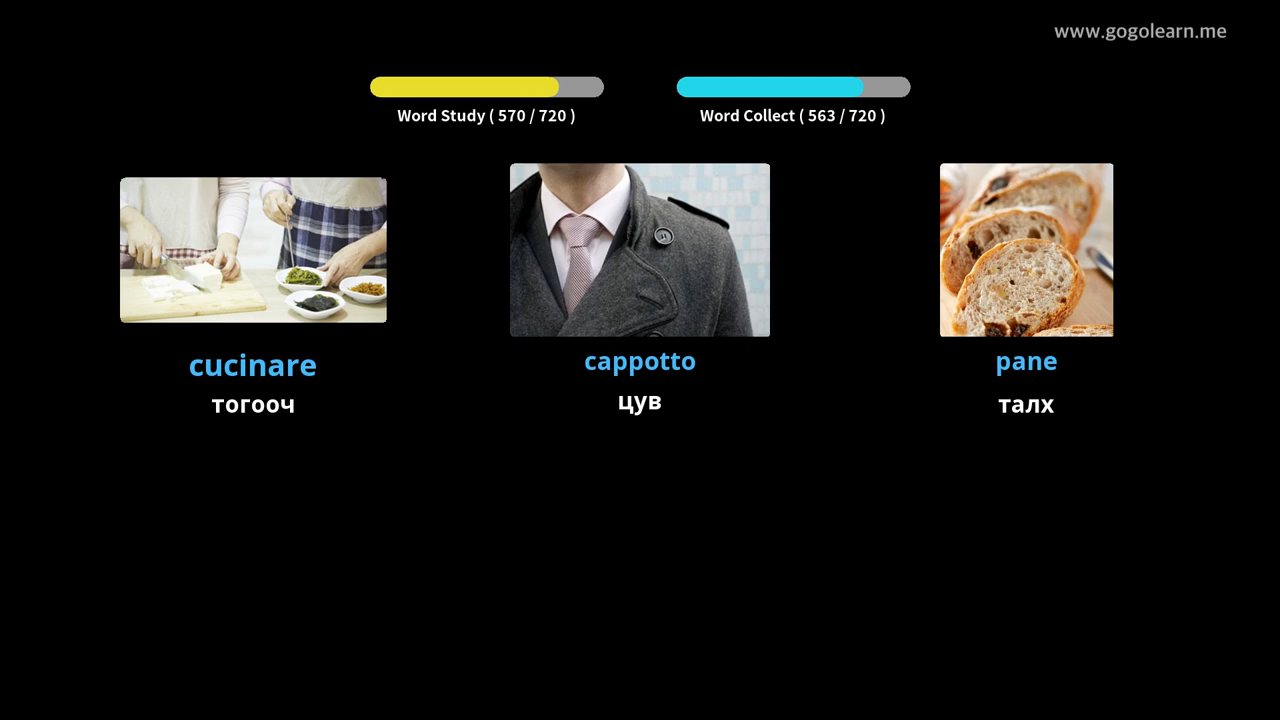 www.gogolearn.me
Word Study ( 570 / 720 )
Word Collect ( 563 / 720 )
cucinare
тогооч
cappotto
цув
pane
талх